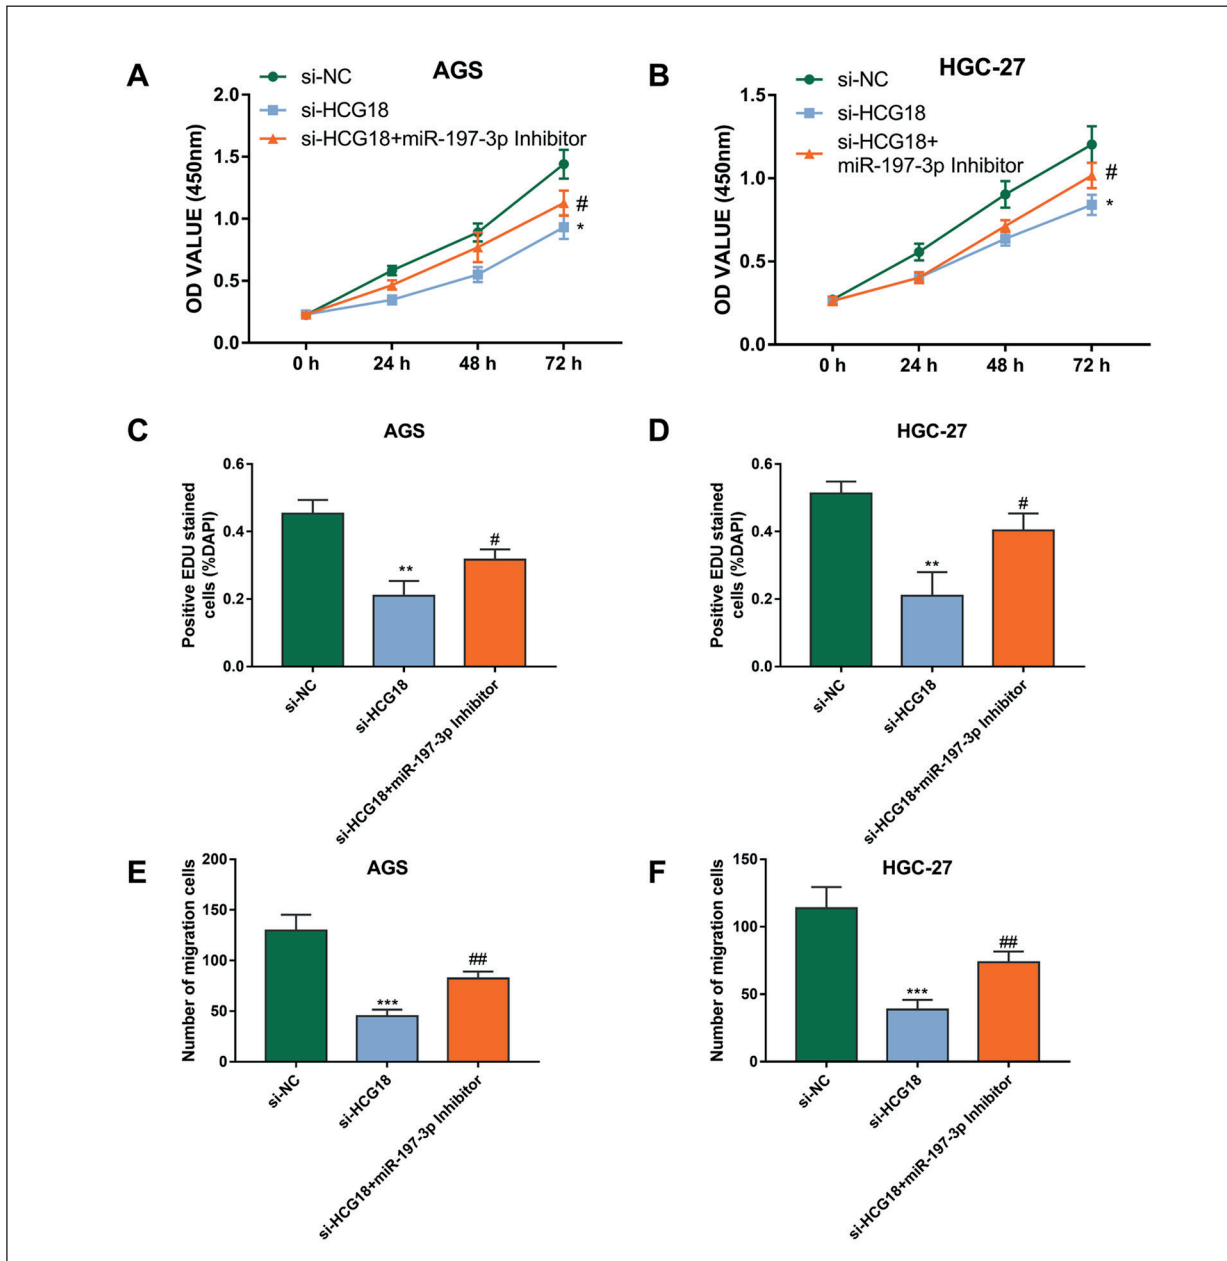 A
AGS
si-NC
si-HCG18
si-HCG18+miR-197-3p Inhibitor
OD VALUE (450nm)
2.0
1.5
1.0
0.5
0.0
#
*
0 h
24 h
48 h
72 h
B
HGC-27
si-NC
si-HCG18
si-HCG18+
miR-197-3p Inhibitor
OD VALUE (450nm)
1.5
1.0
0.5
0.0
#
*
0 h
24 h
48 h
72 h
C
AGS
Positive EDU stained
cells (%DAPI)
0.6
0.4
0.2
0.0
**
#
si-NC
si-HCG18
si-HCG18+miR-197-3p Inhibitor
D
HGC-27
Positive EDU stained
cells (%DAPI)
0.6
0.4
0.2
0.0
**
#
si-NC
si-HCG18
si-HCG18+miR-197-3p Inhibitor
E
AGS
Number of migration cells
200
150
100
50
0
***
##
si-NC
si-HCG18
si-HCG18+miR-197-3p Inhibitor
F
HGC-27
Number of migration cells
150
100
50
0
***
##
si-NC
si-HCG18
si-HCG18+miR-197-3p Inhibitor